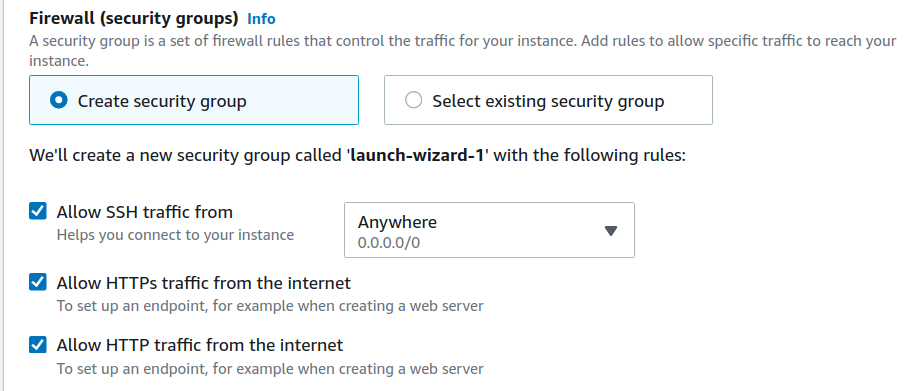 Firewall (security groups) Info
A security group is a set of firewall rules that control the traffic for your instance. Add rules to allow specific traffic to reach your
instance.
Create security group
Select existing security group
We'll create a new security group called 'launch-wizard-1' with the following rules:
Allow SSH traffic from
Helps you connect to your instance
Anywhere
0.0.0.0/0
Allow HTTPs traffic from the internet
To set up an endpoint, for example when creating a web server
Allow HTTP traffic from the internet
To set up an endpoint, for example when creating a web server